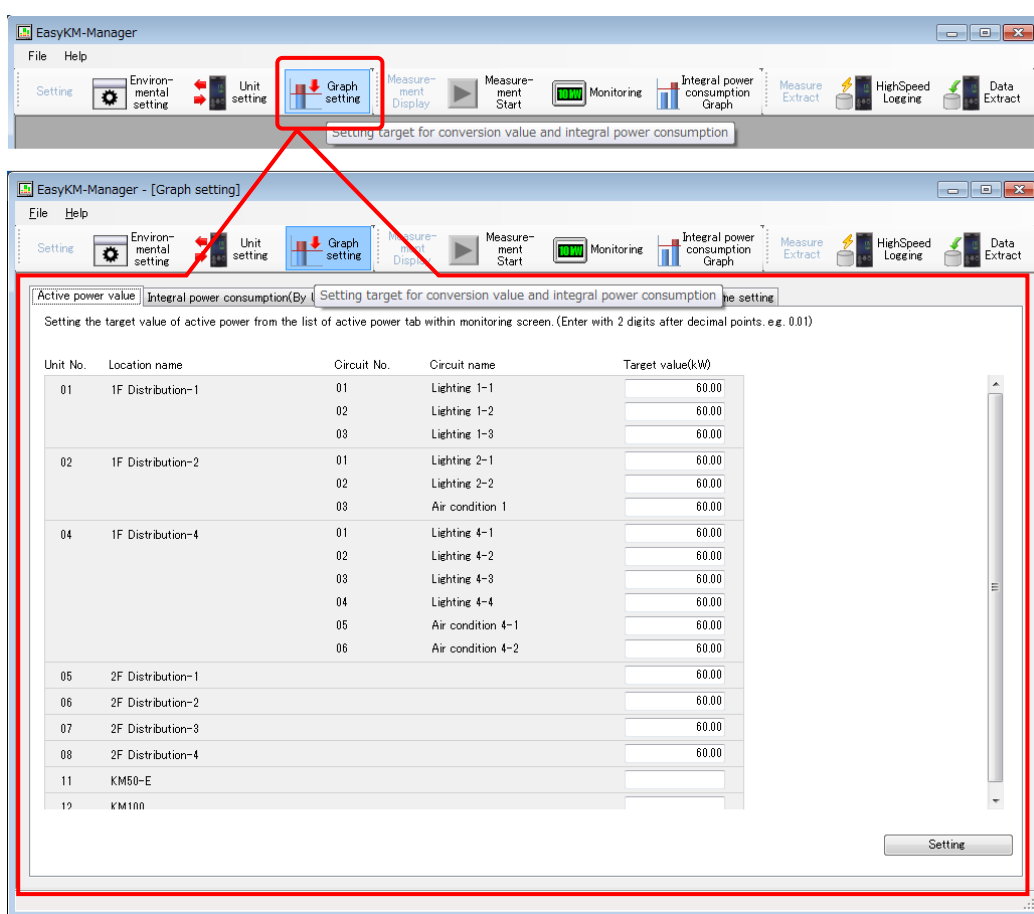 EasyKM-Manager
File Help
Setting
Environ-
mental
setting
Unit
setting
Graph
setting
Measure-
ment
Display
Measure-
ment
Start
10 KW
Monitoring
Integral power
consumption
Graph
Measure
Extract
HighSpeed
Logging
Data
Extract
Setting target for conversion value and integral power consumption
EasyKM-Manager - [Graph setting]
File Help
Setting
Environ-
mental
setting
Unit
setting
Graph
setting
Measure-
ment
Display
Measure-
ment
Start
10 KW
Monitoring
Integral power
consumption
Graph
Measure
Extract
HighSpeed
Logging
Data
Extract
Active power value Integral power consumption(By Setting target for conversion value and integral power consumption setting
Setting the target value of active power from the list of active power tab within monitoring screen. (Enter with 2 digits after decimal points. e.g. 0.01)
Unit No. Location name Circuit No. Circuit name Target value(kW)
01 1F Distribution-1 01 Lighting 1-1 60.00
02 Lighting 1-2 60.00
03 Lighting 1-3 60.00
02 1F Distribution-2 01 Lighting 2-1 60.00
02 Lighting 2-2 60.00
03 Air condition 1 60.00
04 1F Distribution-4 01 Lighting 4-1 60.00
02 Lighting 4-2 60.00
03 Lighting 4-3 60.00
04 Lighting 4-4 60.00
05 Air condition 4-1 60.00
06 Air condition 4-2 60.00
05 2F Distribution-1 60.00
06 2F Distribution-2 60.00
07 2F Distribution-3 60.00
08 2F Distribution-4 60.00
11 KM50-E
12 KM100
Setting